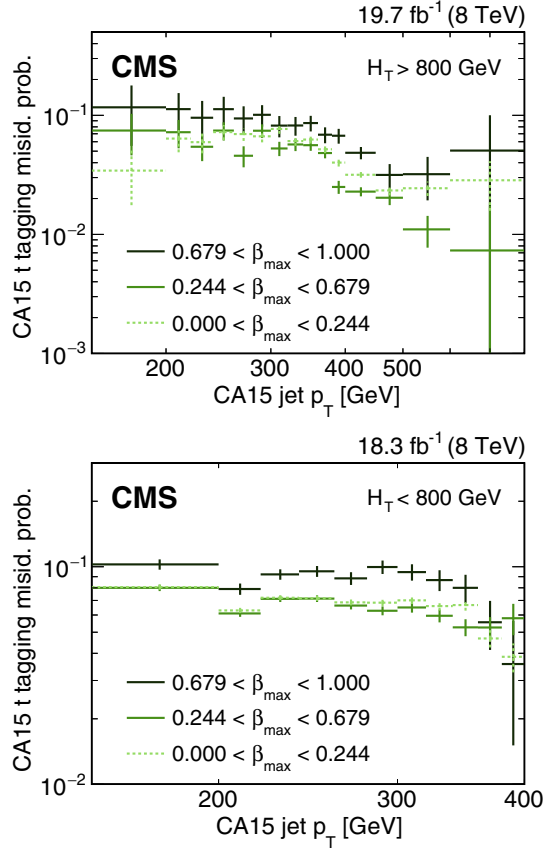 19.7 fb⁻¹ (8 TeV)
CMS
H_T > 800 GeV
CA15 t tagging misid. prob.
10⁻¹
10⁻²
10⁻³
0.679 < β_max < 1.000
0.244 < β_max < 0.679
0.000 < β_max < 0.244
200 300 400 500
CA15 jet p_T [GeV]
18.3 fb⁻¹ (8 TeV)
CMS
H_T < 800 GeV
CA15 t tagging misid. prob.
10⁻¹
10⁻²
0.679 < β_max < 1.000
0.244 < β_max < 0.679
0.000 < β_max < 0.244
200 300 400
CA15 jet p_T [GeV]